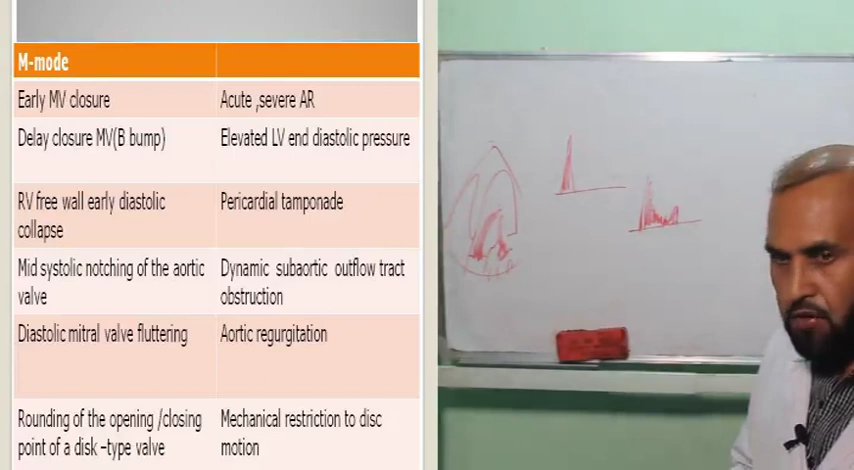 M-mode
Early MV closure
Acute ,severe AR
Delay closure MV(B bump)
Elevated LV end diastolic pressure
RV free wall early diastolic
collapse
Pericardial tamponade
Mid systolic notching of the aortic
valve
Dynamic subaortic outflow tract
obstruction
Diastolic mitral valve fluttering
Aortic regurgitation
Rounding of the opening /closing
point of a disk –type valve
Mechanical restriction to disc
motion